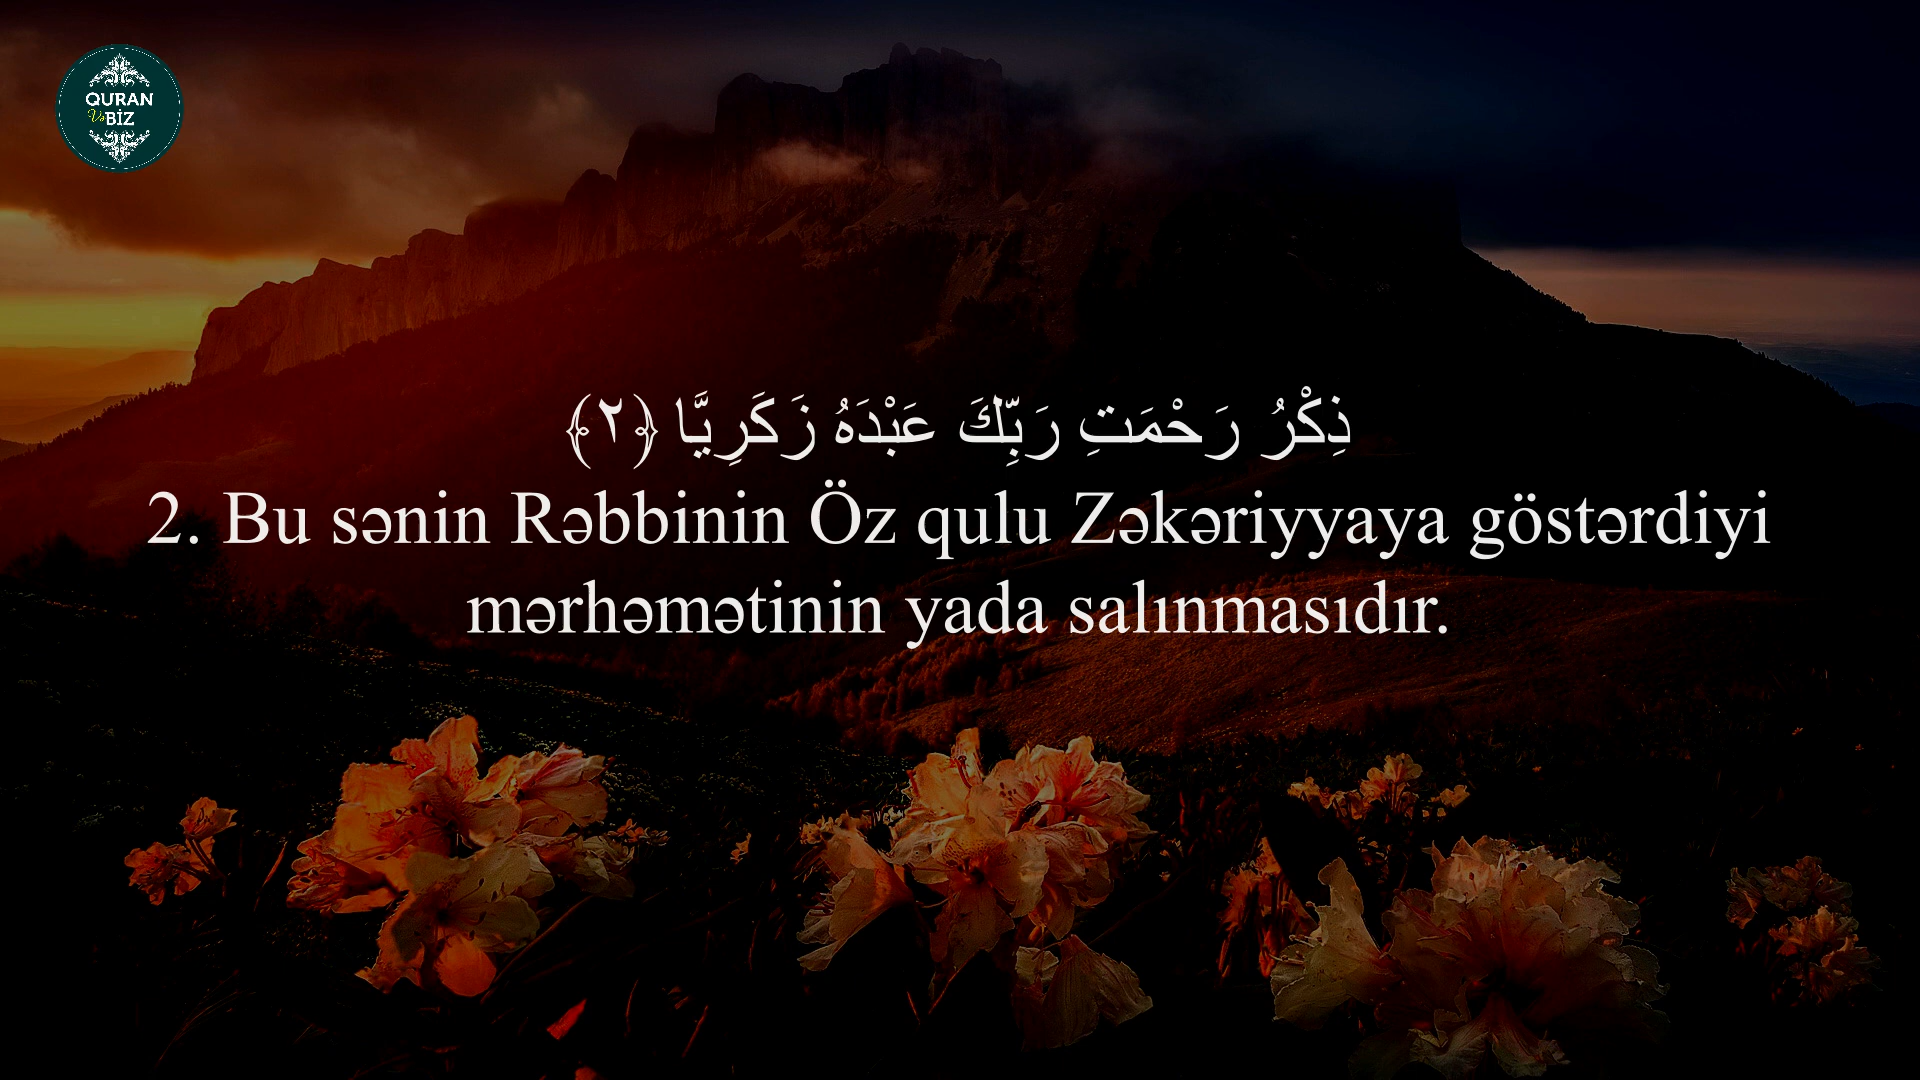 QURAN
Və BİZ
ذِكْرُ رَحْمَتِ رَبِّكَ عَبْدَهُ زَكَرِيَّا ﴿٢﴾
2. Bu sənin Rəbbinin Öz qulu Zəkəriyyaya göstərdiyi
mərhəmətinin yada salınmasıdır.